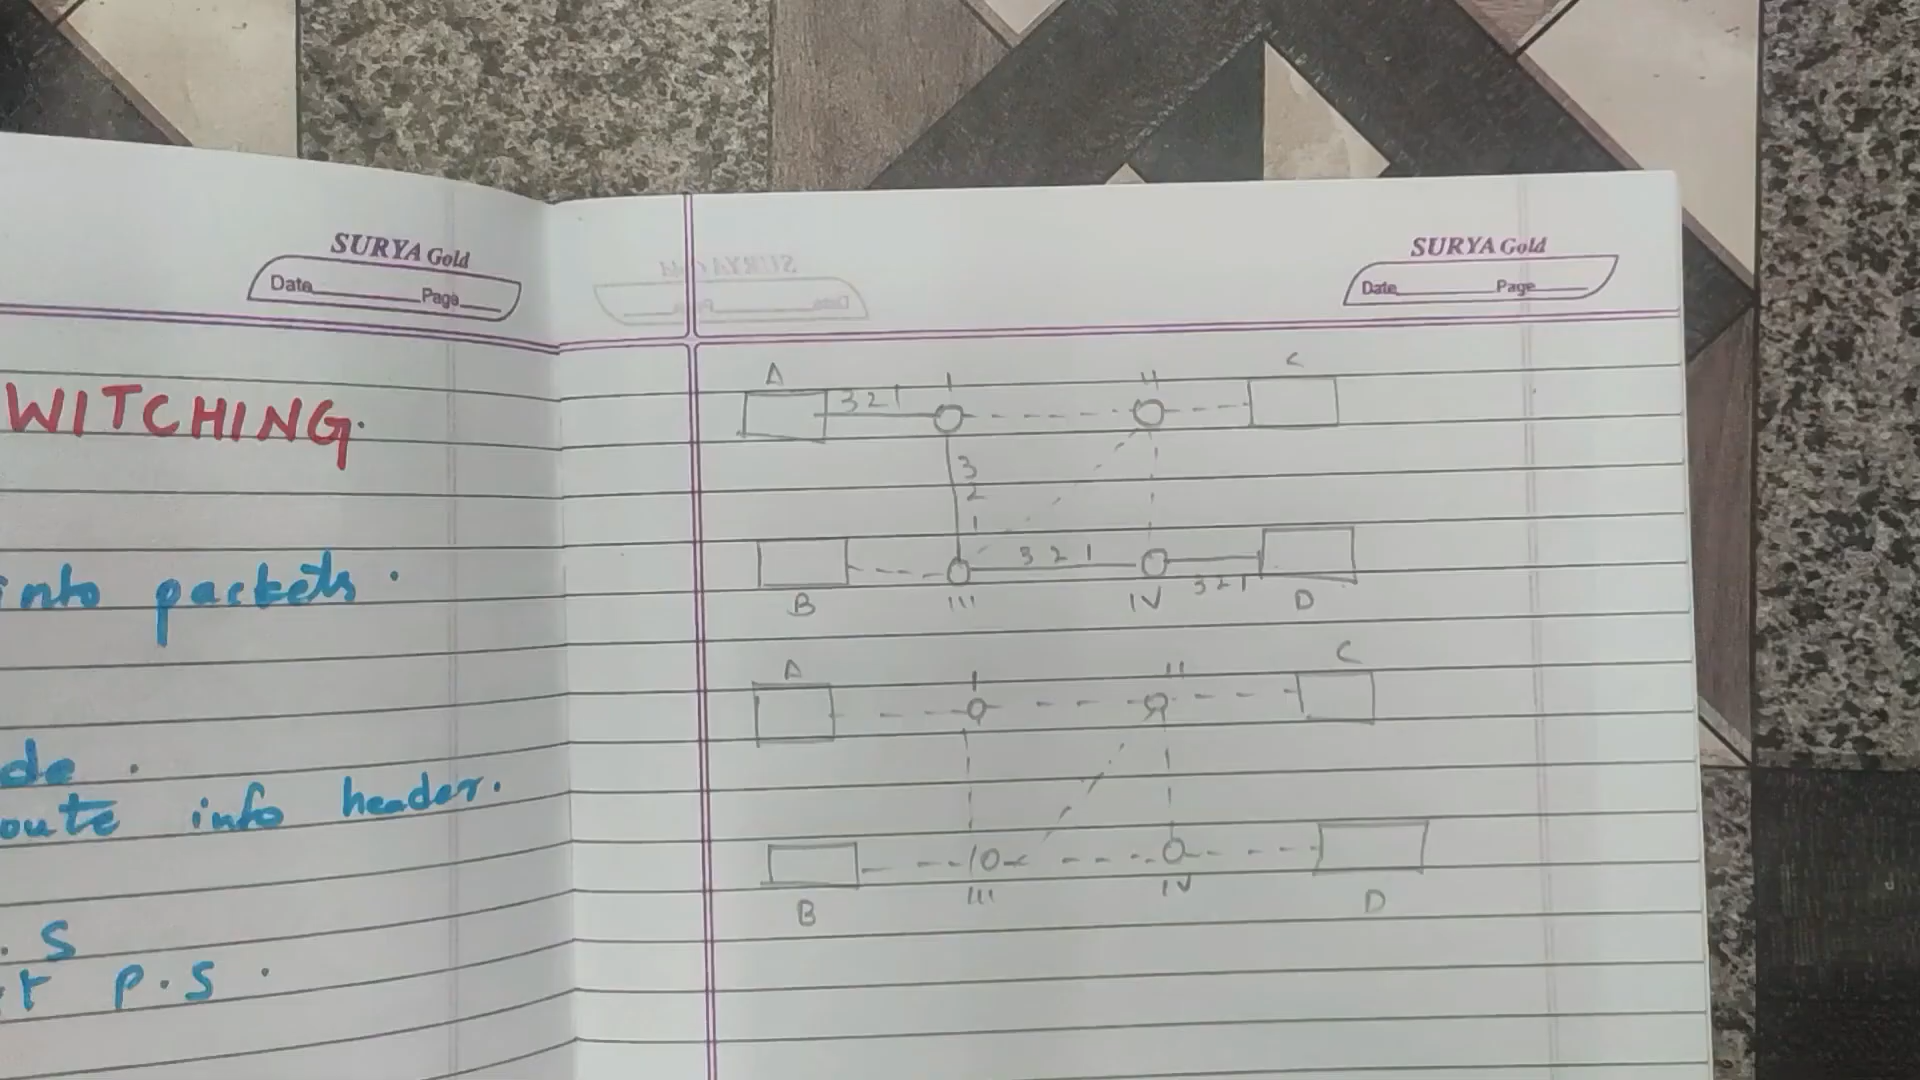 SURYA Gold
Date Page
WITCHING.
into packets.
de.
oute info header.
. S
t P.S.
SURYA Gold
Date Page
A I II C
3 2 1
3
2
1
3 2 1
3 2 1
B III IV D
A I II C
B III IV D